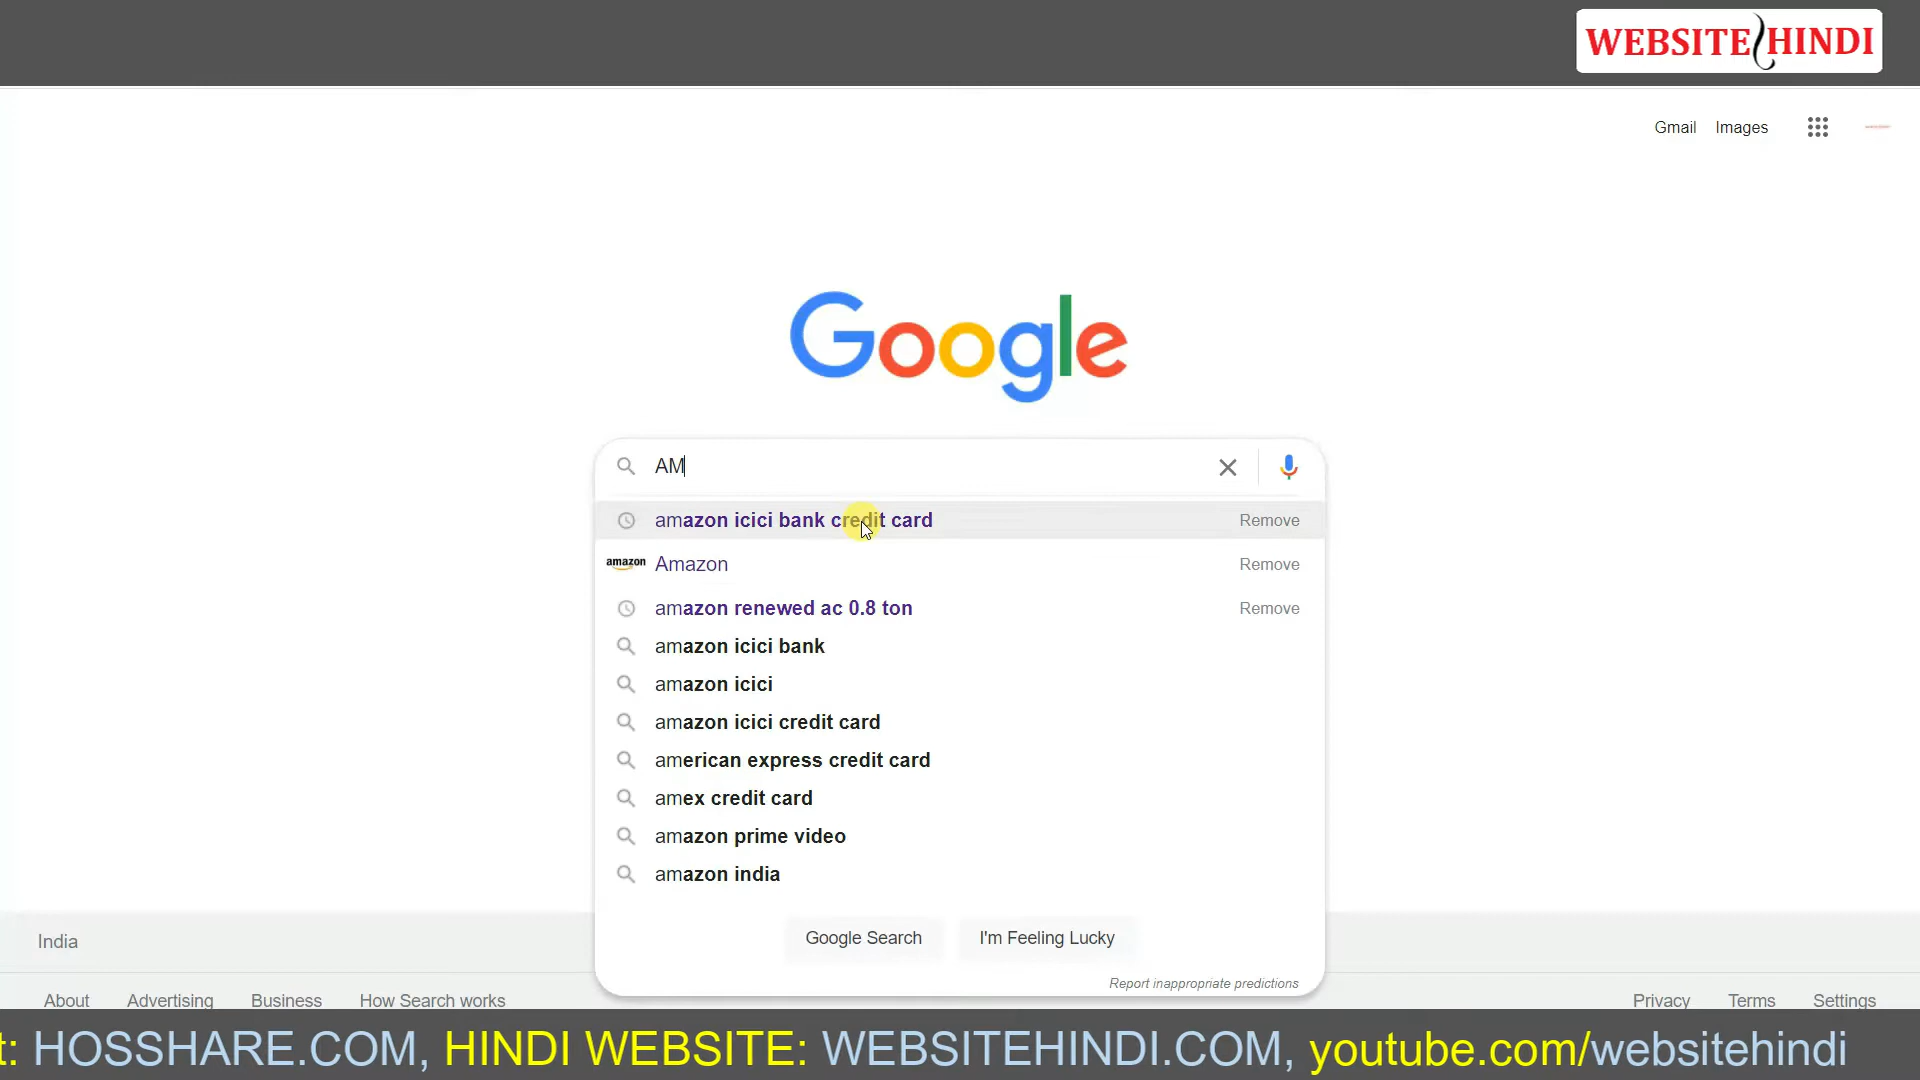 WEBSITE HINDI
Gmail Images
Google
AM
amazon icici bank credit card Remove
amazon Amazon Remove
amazon renewed ac 0.8 ton Remove
amazon icici bank
amazon icici
amazon icici credit card
american express credit card
amex credit card
amazon prime video
amazon india
Google Search I'm Feeling Lucky
Report inappropriate predictions
India
About Advertising Business How Search works Privacy Terms Settings
t: HOSSHARE.COM, HINDI WEBSITE: WEBSITEHINDI.COM, youtube.com/websitehindi